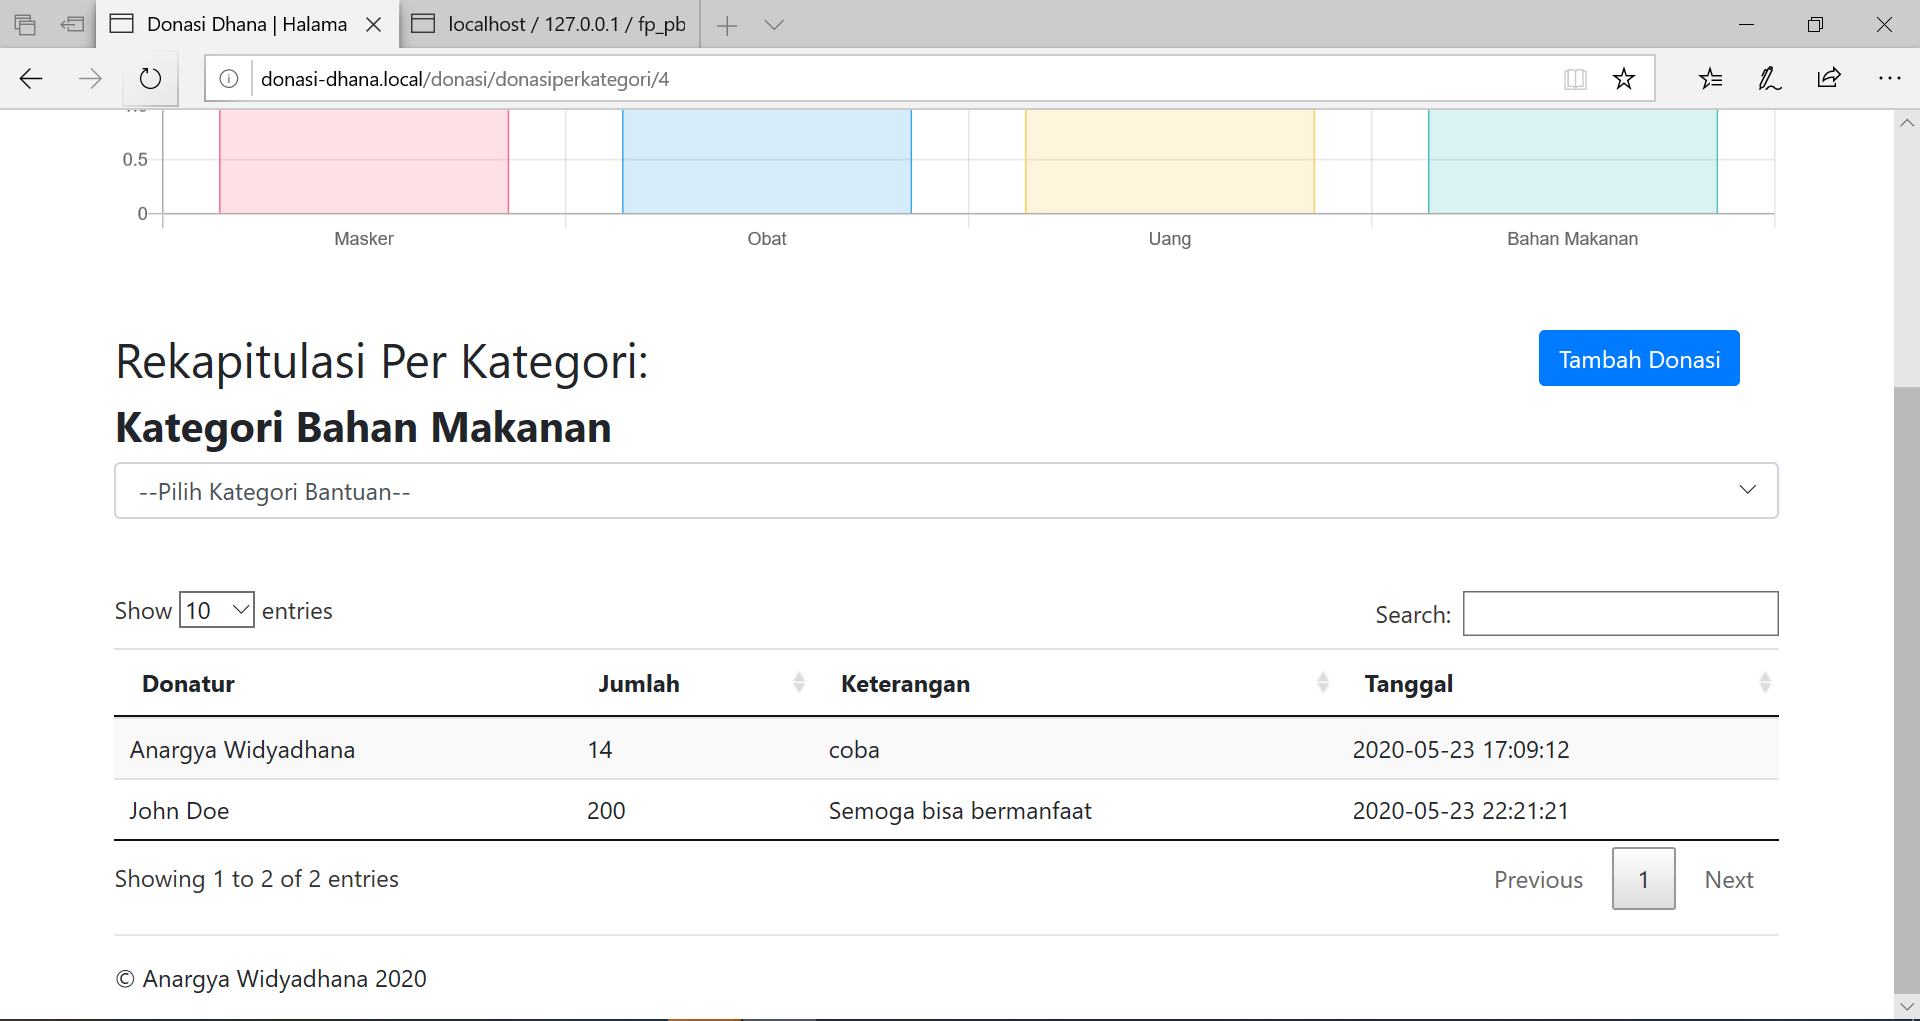 Donasi Dhana | Halama
localhost / 127.0.0.1 / fp_pb
donasi-dhana.local/donasi/donasiperkategori/4
0.5
0
Masker Obat Uang Bahan Makanan
Rekapitulasi Per Kategori:
Tambah Donasi
Kategori Bahan Makanan
--Pilih Kategori Bantuan--
Show 10 entries
Search:
Donatur Jumlah Keterangan Tanggal
Anargya Widyadhana 14 coba 2020-05-23 17:09:12
John Doe 200 Semoga bisa bermanfaat 2020-05-23 22:21:21
Showing 1 to 2 of 2 entries
Previous 1 Next
© Anargya Widyadhana 2020